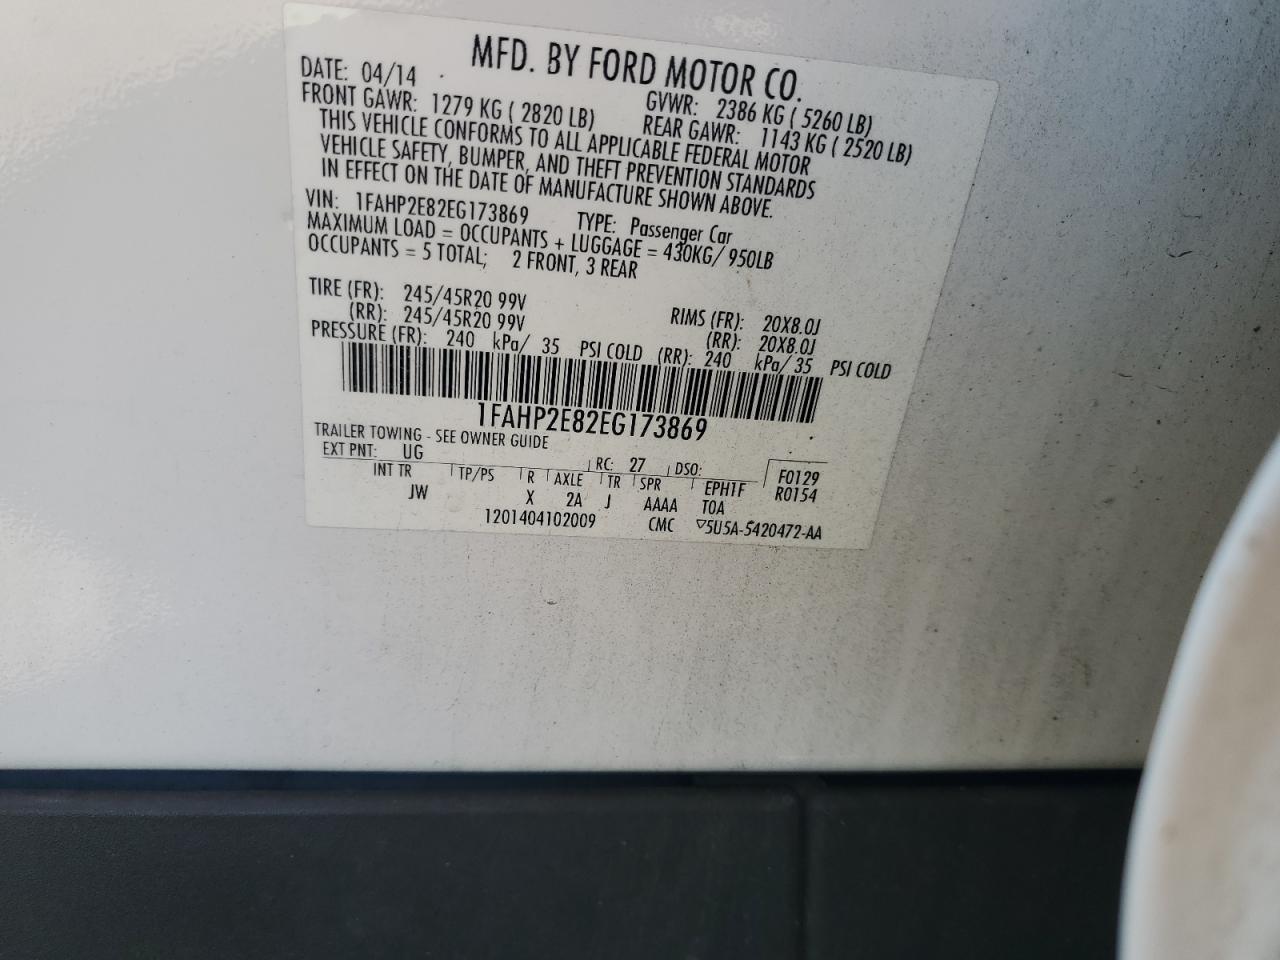 MFD. BY FORD MOTOR CO.
DATE: 04/14 GVWR: 2386 KG ( 5260 LB)
FRONT GAWR: 1279 KG ( 2820 LB) REAR GAWR: 1143 KG ( 2520 LB)
THIS VEHICLE CONFORMS TO ALL APPLICABLE FEDERAL MOTOR
VEHICLE SAFETY, BUMPER, AND THEFT PREVENTION STANDARDS
IN EFFECT ON THE DATE OF MANUFACTURE SHOWN ABOVE.
VIN: 1FAHP2E82EG173869 TYPE: Passenger Car
MAXIMUM LOAD = OCCUPANTS + LUGGAGE = 430KG/ 950LB
OCCUPANTS = 5 TOTAL; 2 FRONT, 3 REAR
TIRE (FR): 245/45R20 99V RIMS (FR): 20X8.0J
(RR): 245/45R20 99V (RR): 20X8.0J
PRESSURE (FR): 240 kPa/ 35 PSI COLD (RR): 240 kPa/ 35 PSI COLD
1FAHP2E82EG173869
TRAILER TOWING - SEE OWNER GUIDE
EXT PNT: UG RC: 27 DSO: F0129
INT TR TP/PS R AXLE TR SPR EPH1F R0154
JW X 2A J AAAA T0A
1201404102009 CMC ▽5U5A-5420472-AA